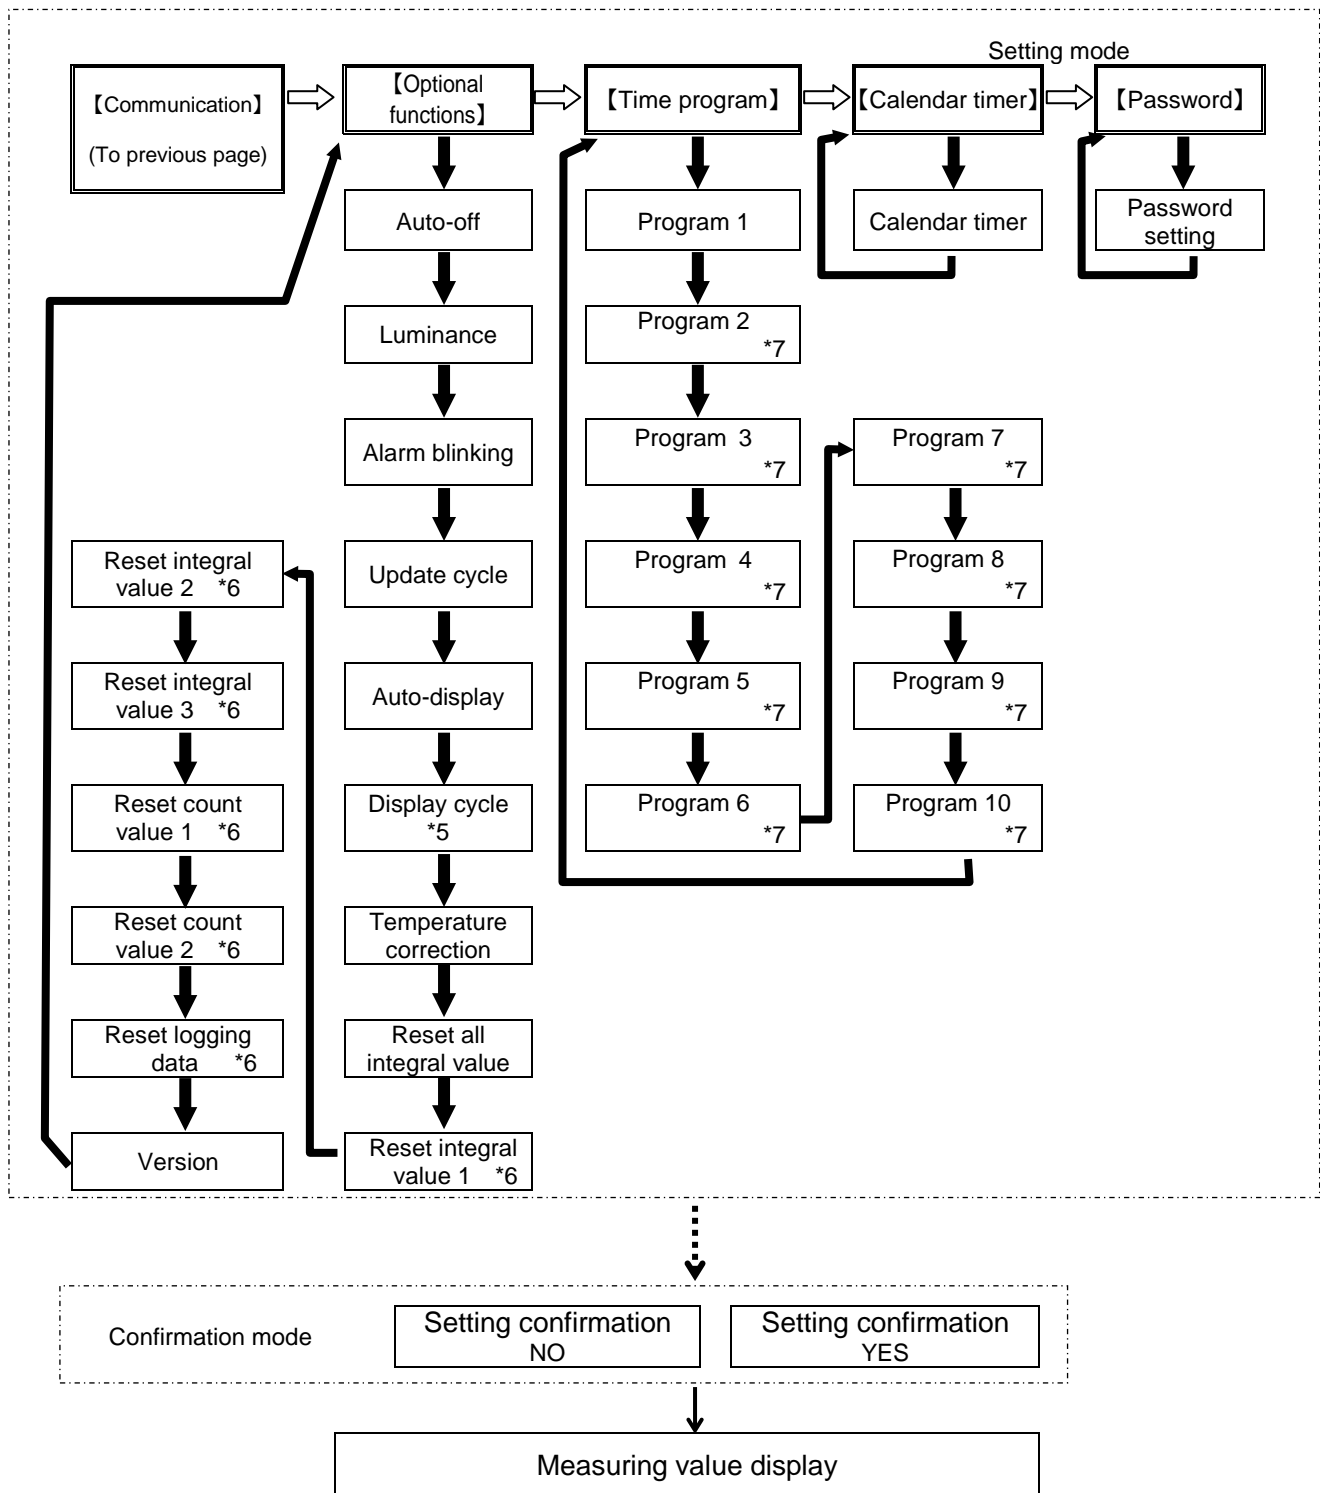 Setting mode
【Communication】
(To previous page)
【Optional
functions】
【Time program】
【Calendar timer】
【Password】
Auto-off
Program 1
Calendar timer
Password
setting
Luminance
Program 2
*7
Alarm blinking
Program 3
*7
Program 7
*7
Reset integral
value 2 *6
Update cycle
Program 4
*7
Program 8
*7
Reset integral
value 3 *6
Auto-display
Program 5
*7
Program 9
*7
Reset count
value 1 *6
Display cycle
*5
Program 6
*7
Program 10
*7
Reset count
value 2 *6
Temperature
correction
Reset logging
data *6
Reset all
integral value
Version
Reset integral
value 1 *6
Confirmation mode
Setting confirmation
NO
Setting confirmation
YES
Measuring value display